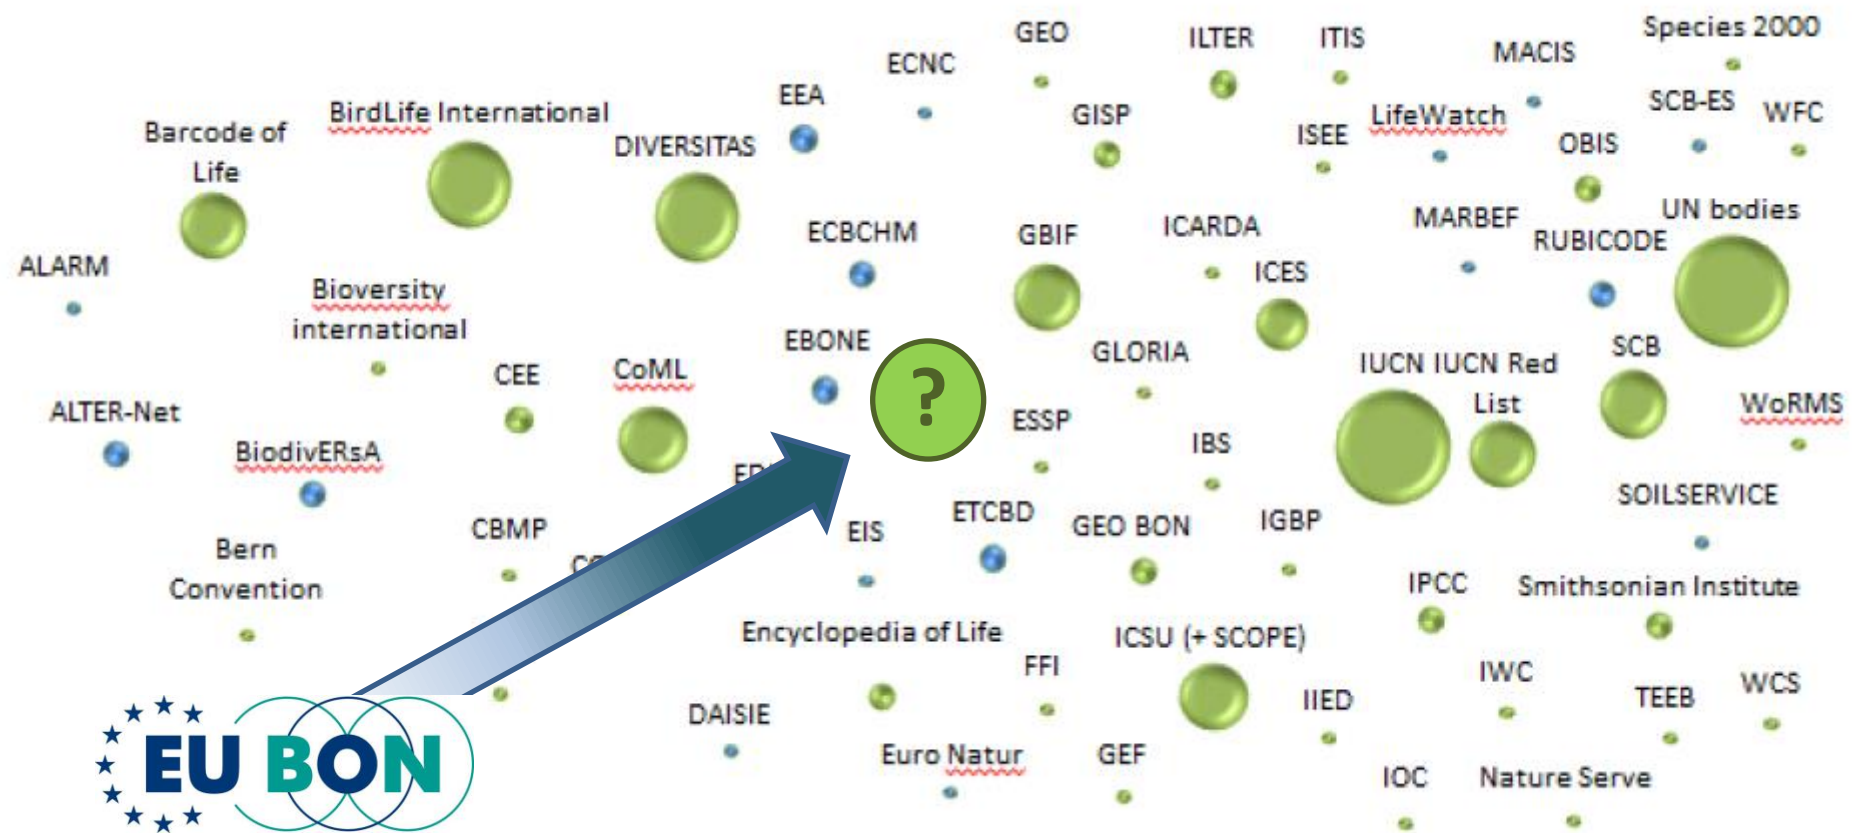 GEO
ILTER
ITIS
MACIS
Species 2000
ECNC
EEA
BirdLife International
Barcode of
Life
DIVERSITAS
GISP
ISEE
LifeWatch
OBIS
SCB-ES
WFC
ALARM
ECBCHM
GBIF
ICARDA
ICES
MARBEF
RUBICODE
UN bodies
Bioversity
international
EBONE
?
GLORIA
IUCN IUCN Red
List
SCB
WoRMS
ALTER-Net
BiodivERsA
CEE
CoML
ESSP
IBS
SOILSERVICE
Bern
Convention
CBMP
EIS
ETCBD
GEO BON
IGBP
IPCC
Smithsonian Institute
Encyclopedia of Life
FFI
ICSU (+ SCOPE)
IIED
IWC
TEEB
WCS
DAISIE
Euro Natur
GEF
IOC
Nature Serve
EU BON